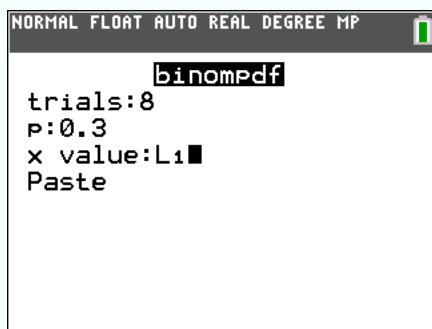 NORMAL FLOAT AUTO REAL DEGREE MP
binompdf
trials:8
p:0.3
x value:L₁
Paste